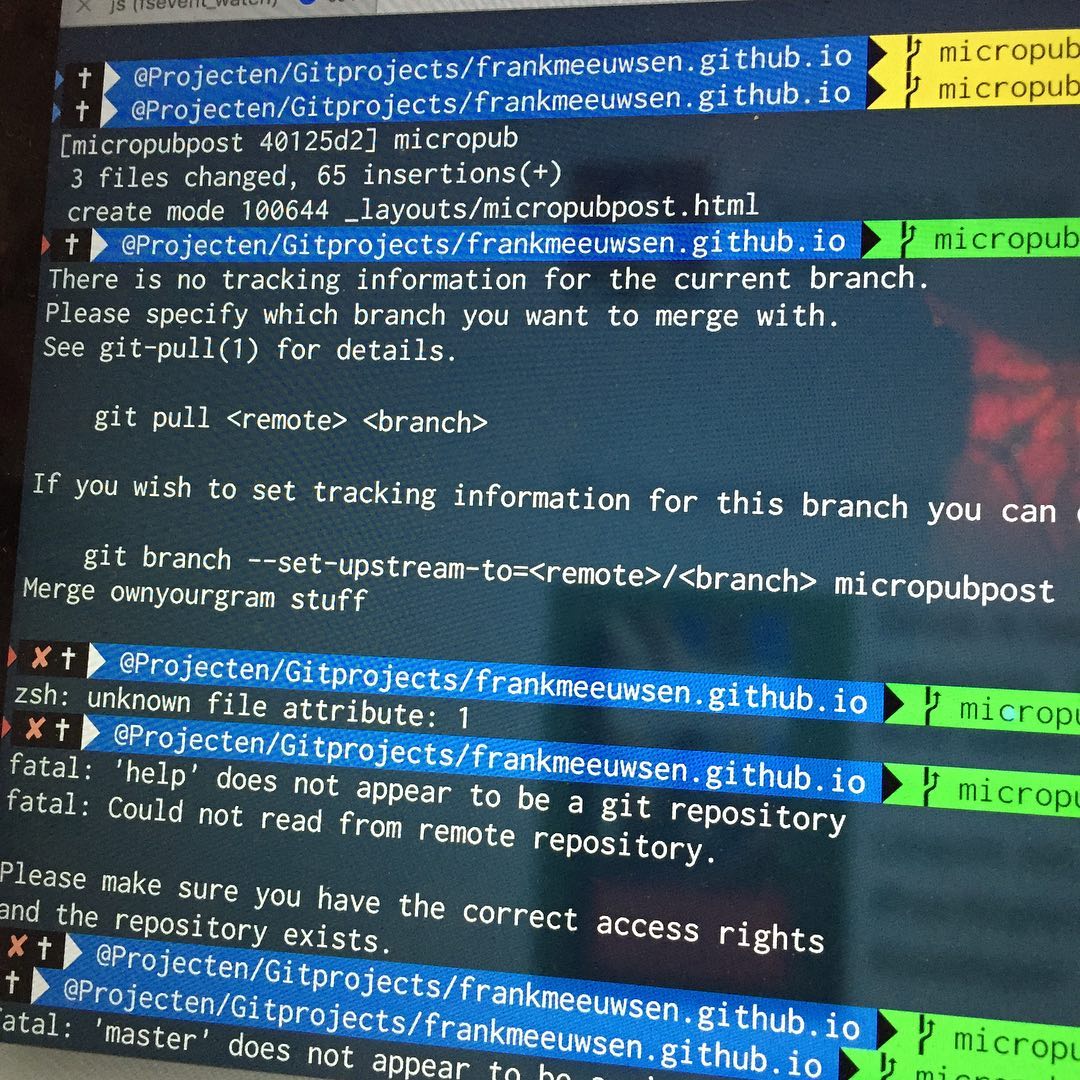 js (fsevent_watch)
@Projecten/Gitprojects/frankmeeuwsen.github.io micropub
@Projecten/Gitprojects/frankmeeuwsen.github.io micropub
[micropubpost 40125d2] micropub
3 files changed, 65 insertions(+)
create mode 100644 _layouts/micropubpost.html
@Projecten/Gitprojects/frankmeeuwsen.github.io micropub
There is no tracking information for the current branch.
Please specify which branch you want to merge with.
See git-pull(1) for details.
git pull <remote> <branch>
If you wish to set tracking information for this branch you can
git branch --set-upstream-to=<remote>/<branch> micropubpost
Merge ownyourgram stuff
✘ † @Projecten/Gitprojects/frankmeeuwsen.github.io micropu
zsh: unknown file attribute: 1
✘ † @Projecten/Gitprojects/frankmeeuwsen.github.io micropu
fatal: 'help' does not appear to be a git repository
fatal: Could not read from remote repository.
Please make sure you have the correct access rights
and the repository exists.
✘ † @Projecten/Gitprojects/frankmeeuwsen.github.io micropu
† @Projecten/Gitprojects/frankmeeuwsen.github.io micropu
fatal: 'master' does not appear to be a